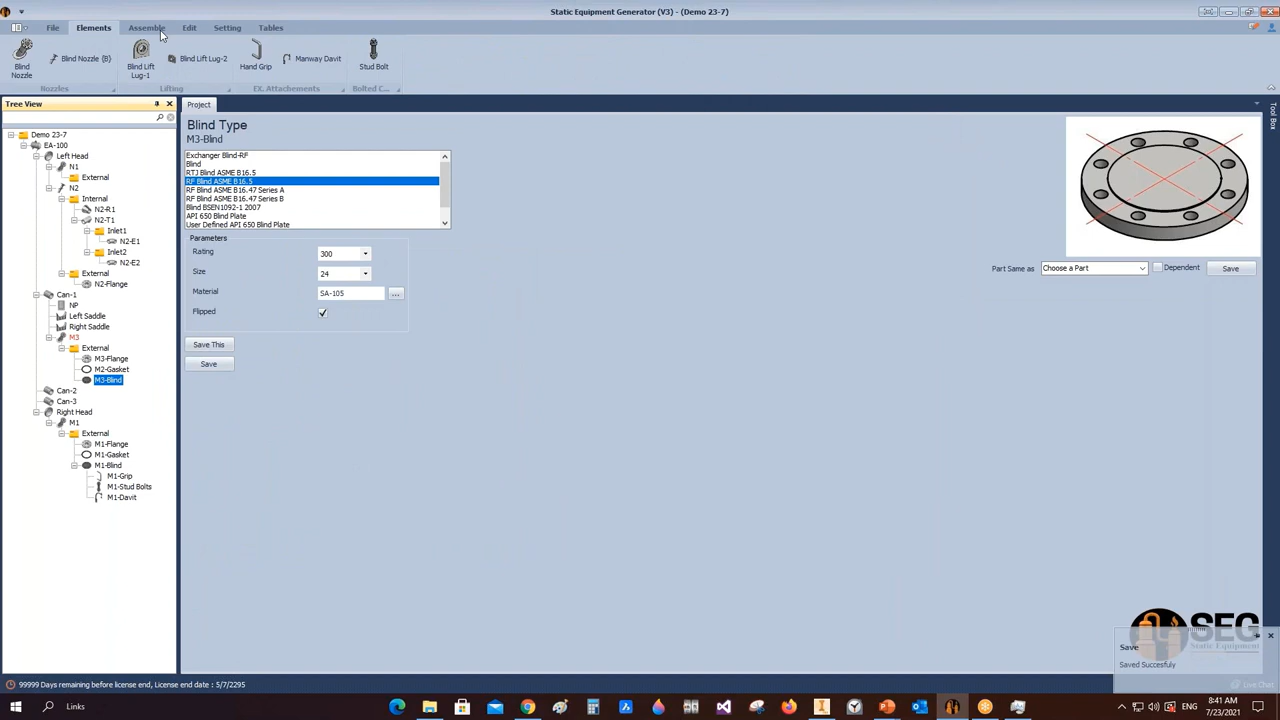 Static Equipment Generator (V3) - (Demo 23-7)
File Elements Assemble Edit Setting Tables
Blind Nozzle
Blind Nozzle (B)
Blind Lift Lug-1
Blind Lift Lug-2
Hand Grip
Manway Davit
Stud Bolt
Nozzles Lifting EX. Attachements Bolted C...
Tree View
Project
Tool Box
Demo 23-7
EA-100
Left Head
N1
External
N2
Internal
N2-R1
N2-T1
Inlet1
N2-E1
Inlet2
N2-E2
External
N2-Flange
Can-1
NP
Left Saddle
Right Saddle
M3
External
M3-Flange
M2-Gasket
M3-Blind
Can-2
Can-3
Right Head
M1
External
M1-Flange
M1-Gasket
M1-Blind
M1-Grip
M1-Stud Bolts
M1-Davit
Blind Type
M3-Blind
Exchanger Blind-RF
Blind
RTJ Blind ASME B16.5
RF Blind ASME B16.5
RF Blind ASME B16.47 Series A
RF Blind ASME B16.47 Series B
Blind BSEN1092-1 2007
API 650 Blind Plate
User Defined API 650 Blind Plate
Parameters
Rating 300
Size 24
Material SA-105 ...
Flipped
Save This
Save
Part Same as Choose a Part Dependent Save
SEG
Static Equipment
Save
Saved Succesfuly
Live Chat
99999 Days remaining before license end, License end date : 5/7/2295
Links
ENG
8:41 AM
7/23/2021